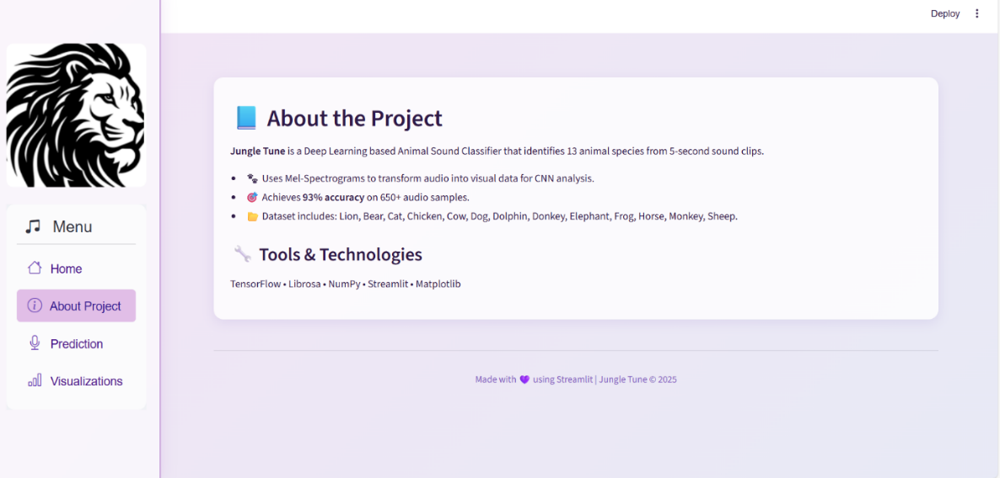 Deploy
Menu
Home
About Project
Prediction
Visualizations
About the Project
Jungle Tune is a Deep Learning based Animal Sound Classifier that identifies 13 animal species from 5-second sound clips.
• 🐾 Uses Mel-Spectrograms to transform audio into visual data for CNN analysis.
• 🎯 Achieves 93% accuracy on 650+ audio samples.
• 📁 Dataset includes: Lion, Bear, Cat, Chicken, Cow, Dog, Dolphin, Donkey, Elephant, Frog, Horse, Monkey, Sheep.
Tools & Technologies
TensorFlow • Librosa • NumPy • Streamlit • Matplotlib
Made with 💜 using Streamlit | Jungle Tune © 2025